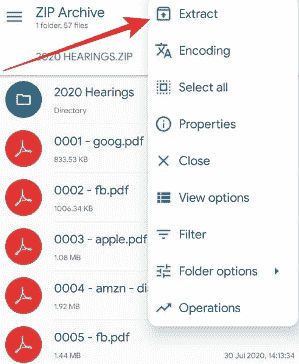 ZIP Archive
1 folder, 57 files
2020 HEARINGS.ZIP
2020 Hearings
Directory
0001 - goog.pdf
833.53 KB
0002 - fb.pdf
1006.34 KB
0003 - apple.pdf
1.08 MB
0004 - amzn - di
1.92 MB
0005 - fb.pdf
1.44 MB
30 Jul 2020, 14:13:34
Extract
Encoding
Select all
Properties
Close
View options
Filter
Folder options
Operations